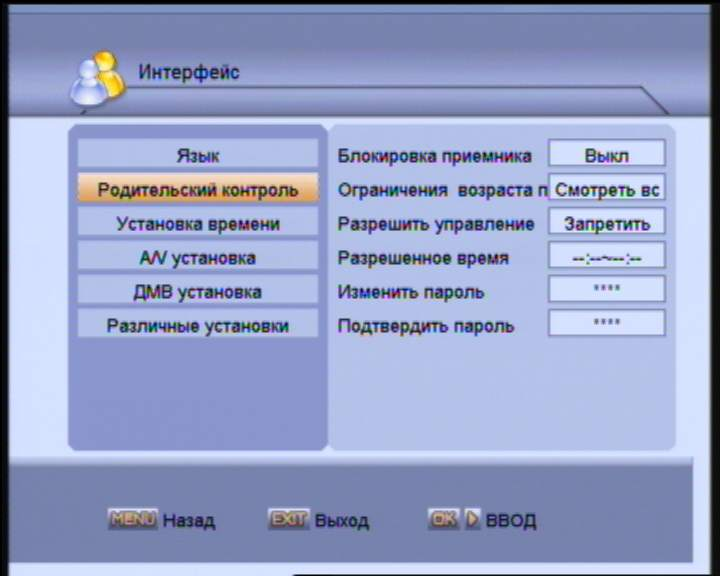 Интерфейс
Язык
Родительский контроль
Установка времени
A/V установка
ДМВ установка
Различные установки
Блокировка приемника Выкл
Ограничения возраста п Смотреть вс
Разрешить управление Запретить
Разрешенное время --:--~--:--
Изменить пароль ****
Подтвердить пароль ****
MENU Назад EXIT Выход OK ВВОД